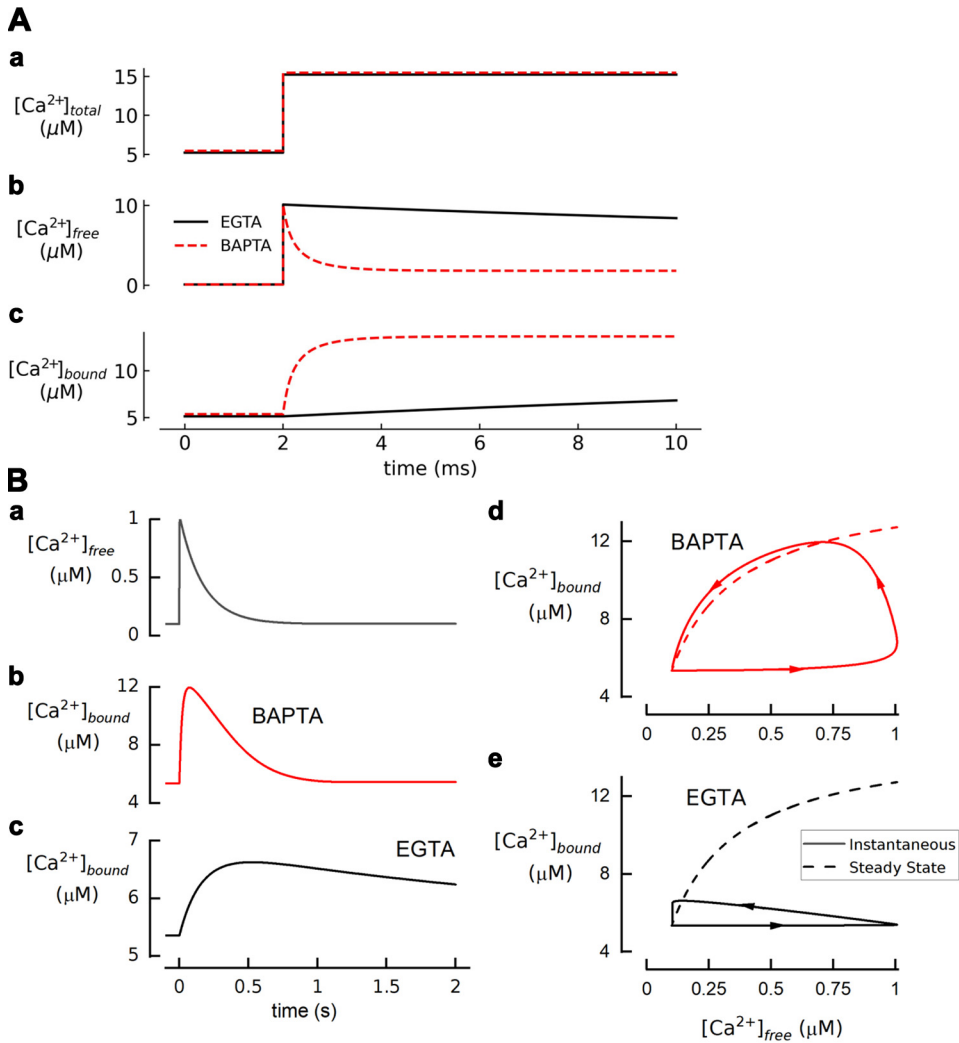 A
a
[Ca2+]total
(µM)
15
10
5
b
[Ca2+]free
(µM)
10
0
EGTA
BAPTA
c
[Ca2+]bound
(µM)
10
5
0 2 4 6 8 10
time (ms)
B
a
[Ca2+]free
(µM)
1
0.5
0
b
[Ca2+]bound
(µM)
12
8
4
BAPTA
c
[Ca2+]bound
(µM)
7
6
5
EGTA
0 0.5 1 1.5 2
time (s)
d
[Ca2+]bound
(µM)
12
8
4
BAPTA
0 0.25 0.5 0.75 1
e
[Ca2+]bound
(µM)
12
8
4
EGTA
Instantaneous
Steady State
0 0.25 0.5 0.75 1
[Ca2+]free (µM)